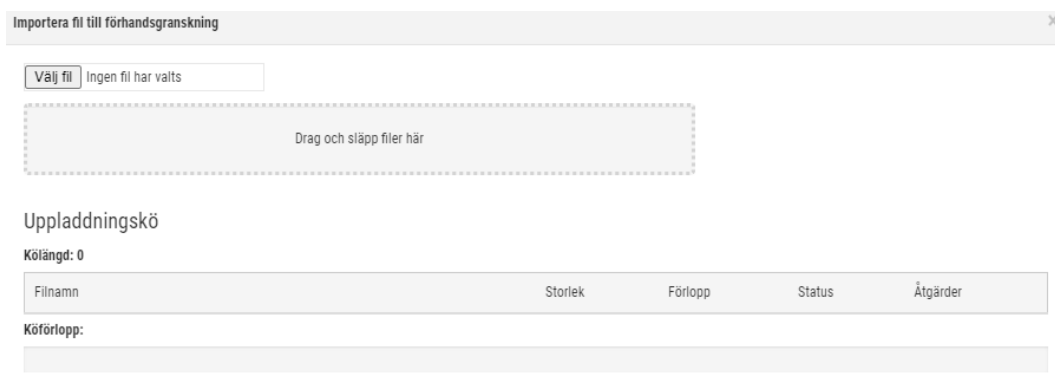 Importera fil till förhandsgranskning x
Välj fil Ingen fil har valts
Drag och släpp filer här
Uppladdningskö
Kölängd: 0
Filnamn Storlek Förlopp Status Åtgärder
Köförlopp: